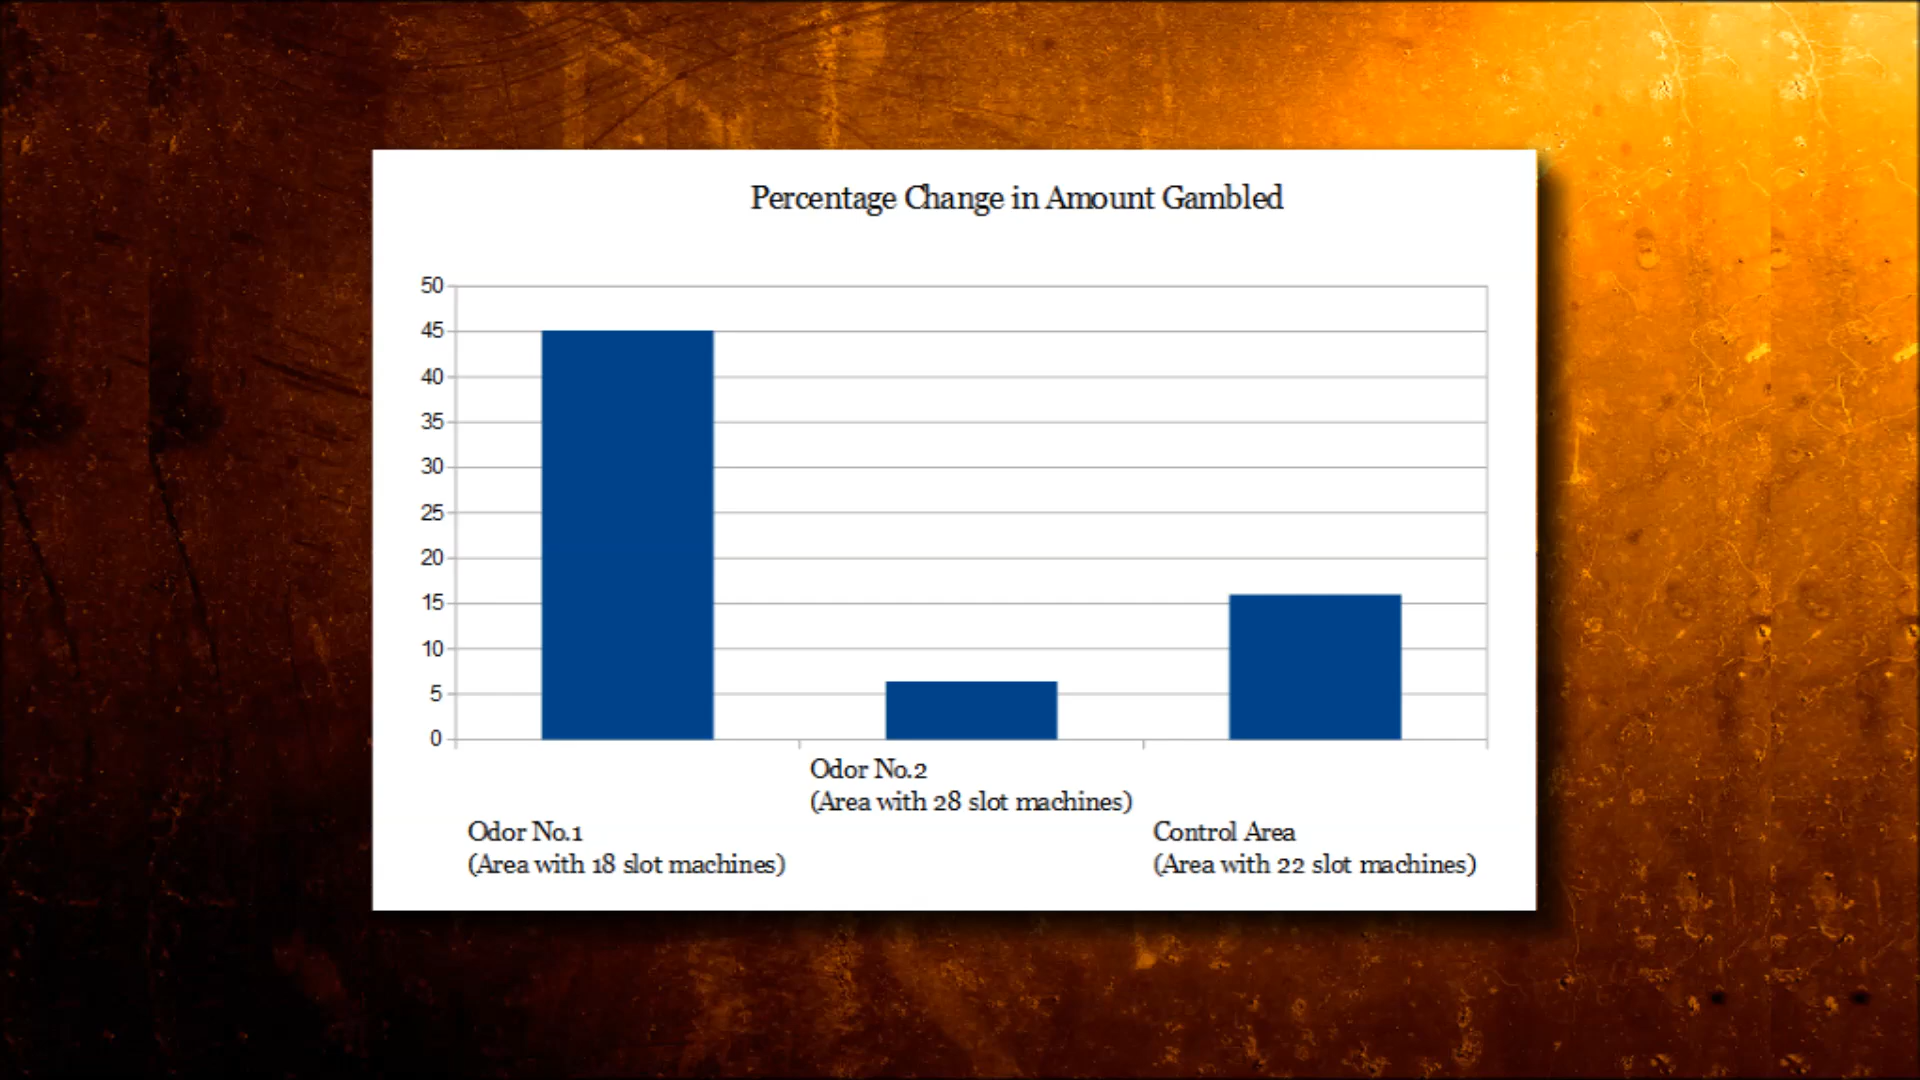 Percentage Change in Amount Gambled
50
45
40
35
30
25
20
15
10
5
0
Odor No.1
(Area with 18 slot machines)
Odor No.2
(Area with 28 slot machines)
Control Area
(Area with 22 slot machines)